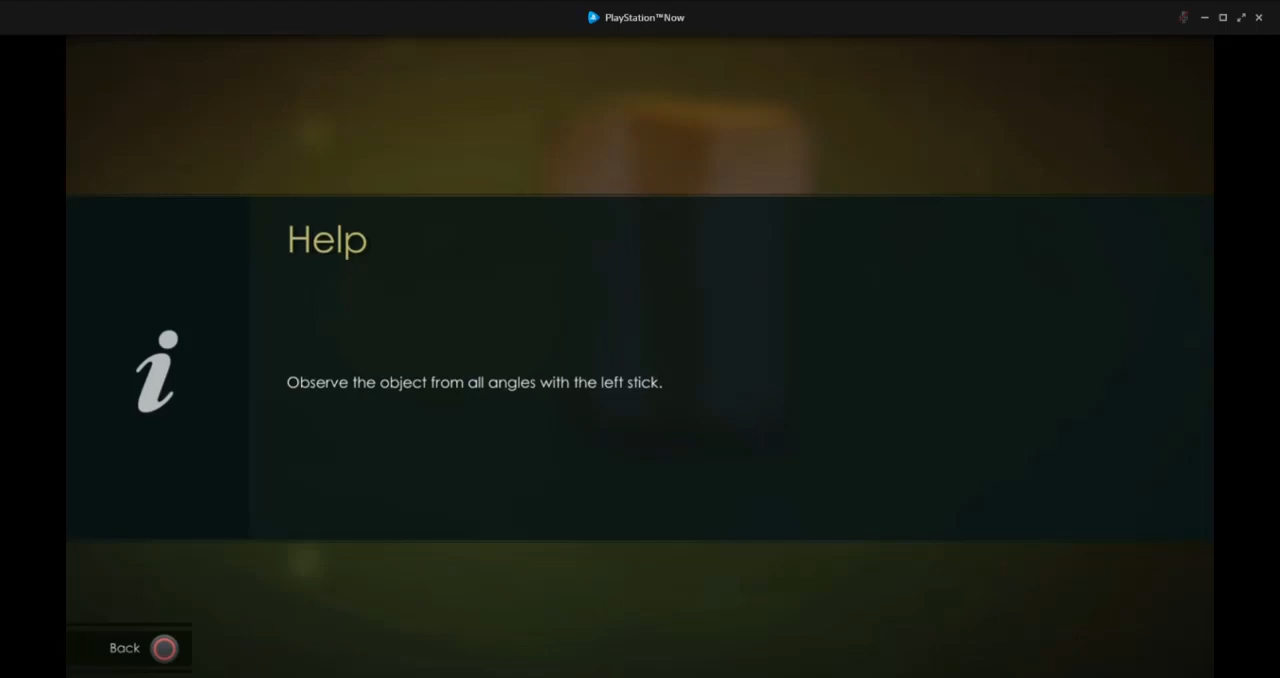 PlayStation™Now
Help
Observe the object from all angles with the left stick.
Back